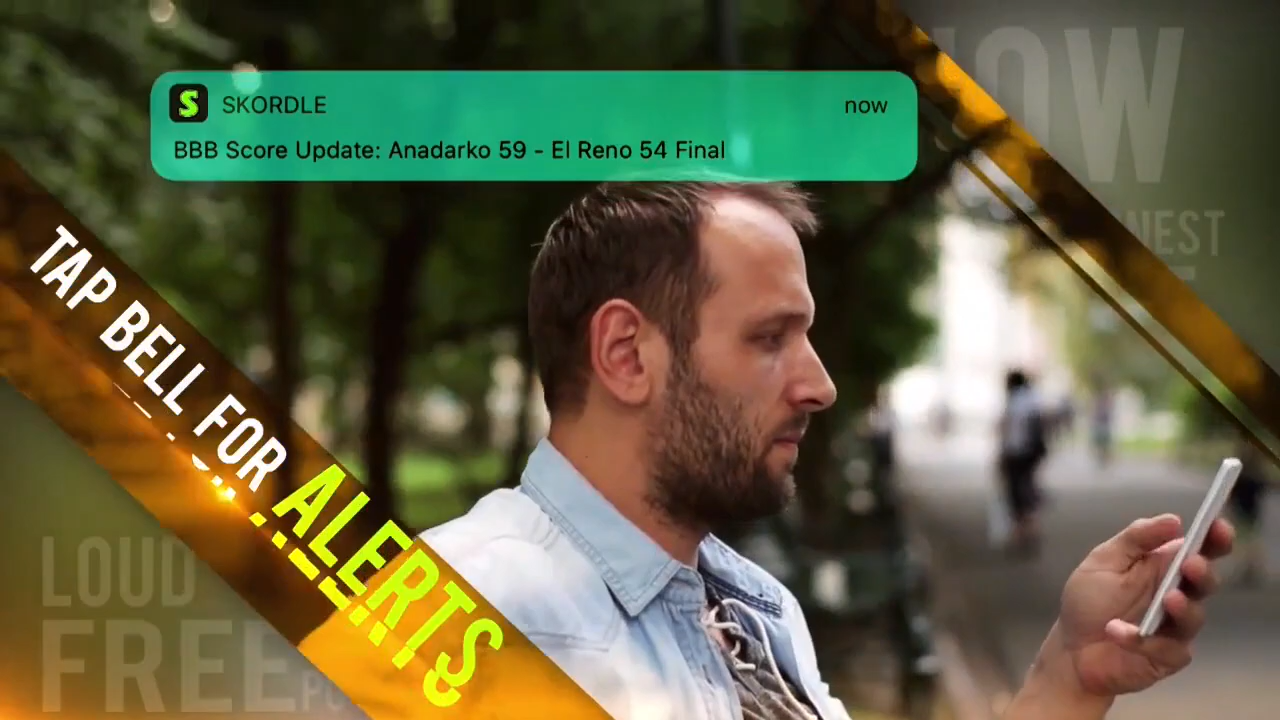 SKORDLE
now
BBB Score Update: Anadarko 59 - El Reno 54 Final
TAP BELL FOR ALERTS
LOUD
FREE